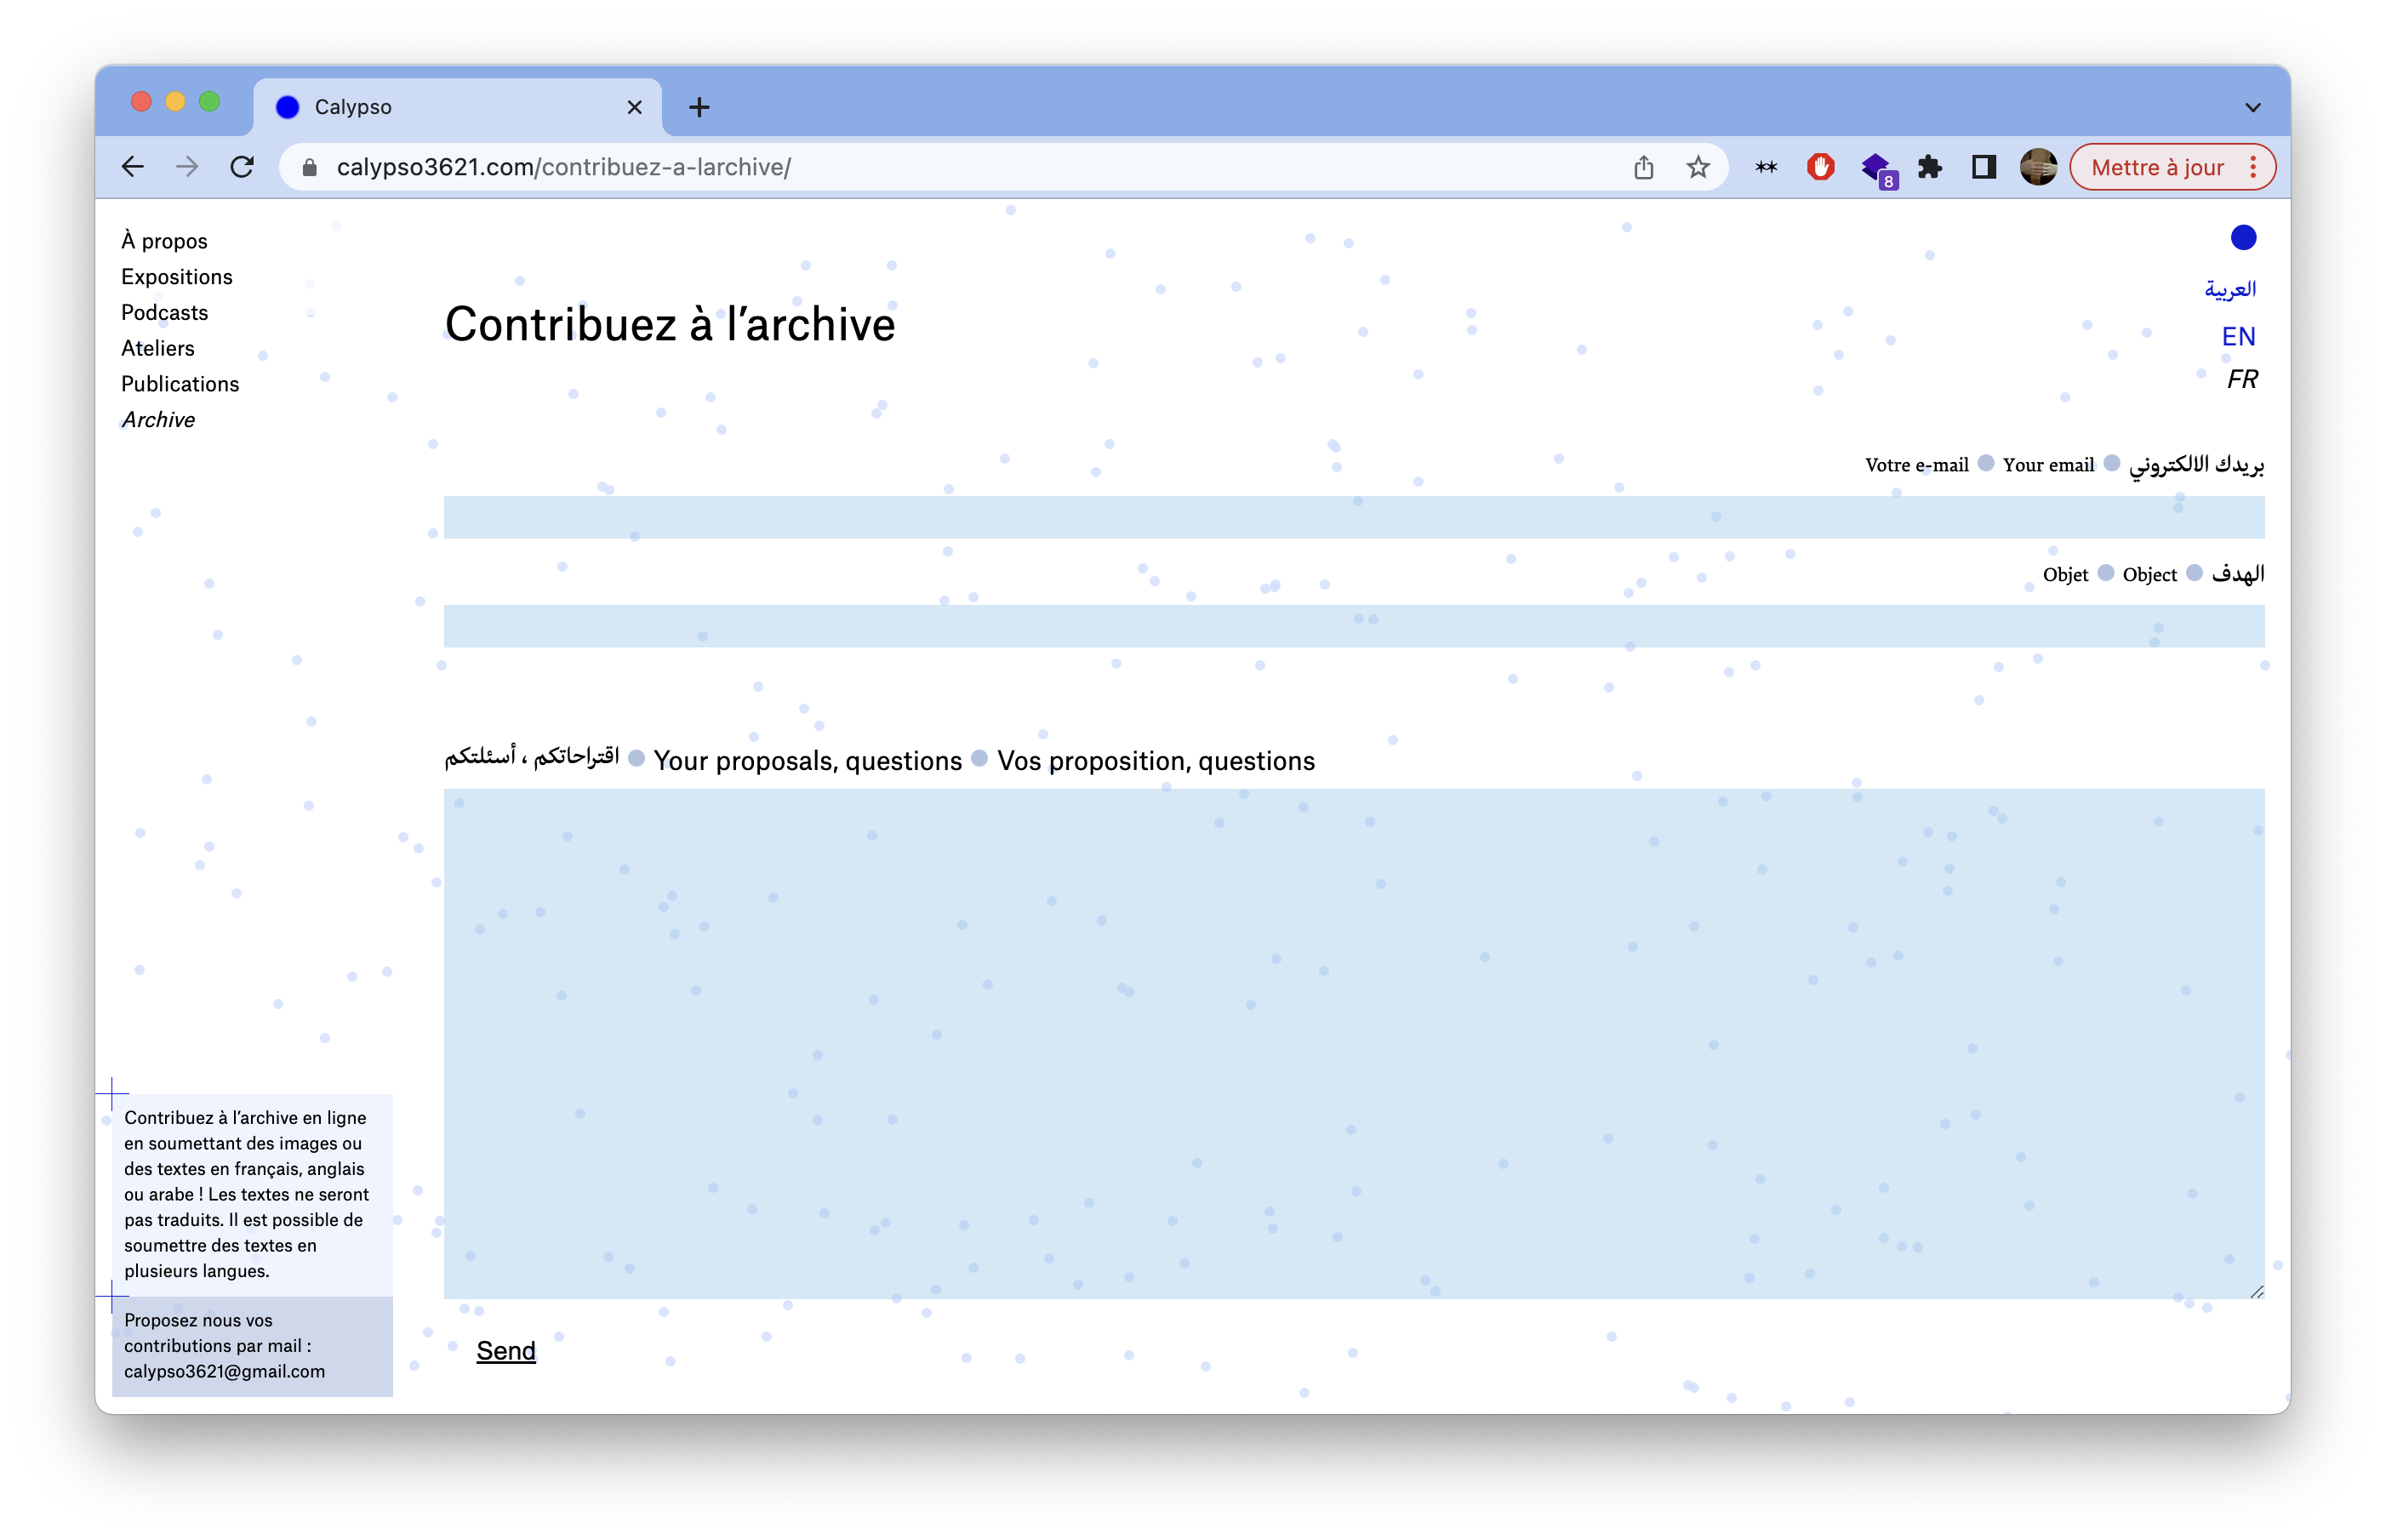 Calypso
calypso3621.com/contribuez-a-larchive/
8
Mettre à jour
À propos
Expositions
Podcasts
Ateliers
Publications
Archive
Contribuez à l’archive
العربية
EN
FR
بريدك الالكتروني ● Your email ● Votre e-mail
الهدف ● Object ● Objet
اقتراحاتكم ، أسئلتكم ● Your proposals, questions ● Vos proposition, questions
Contribuez à l’archive en ligne
en soumettant des images ou
des textes en français, anglais
ou arabe ! Les textes ne seront
pas traduits. Il est possible de
soumettre des textes en
plusieurs langues.
Proposez nous vos
contributions par mail :
calypso3621@gmail.com
Send